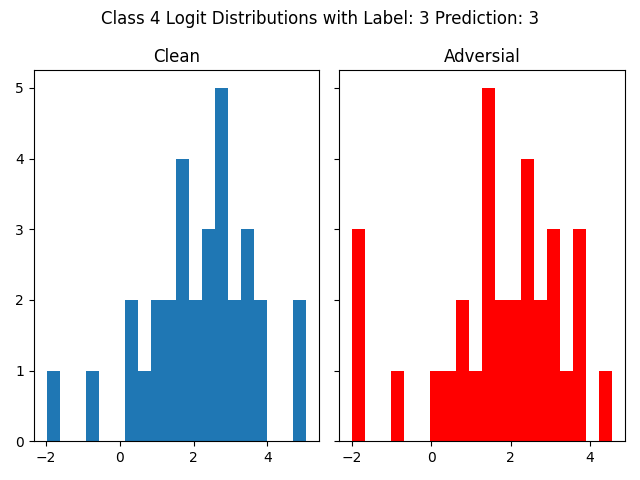 Class 4 Logit Distributions with Label: 3 Prediction: 3
Clean
Adversial
5
4
3
2
1
0
−2 0 2 4
−2 0 2 4